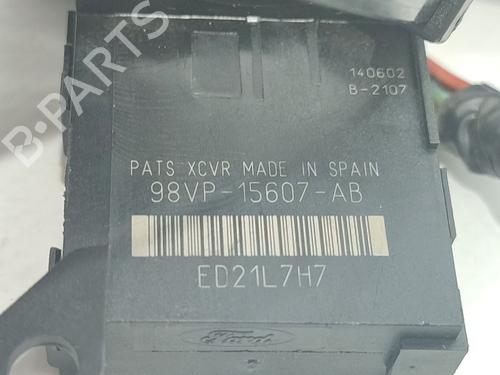 B-PARTS
140602
B-2107
PATS XCVR MADE IN SPAIN
98VP-15607-AB
ED21L7H7
Ford